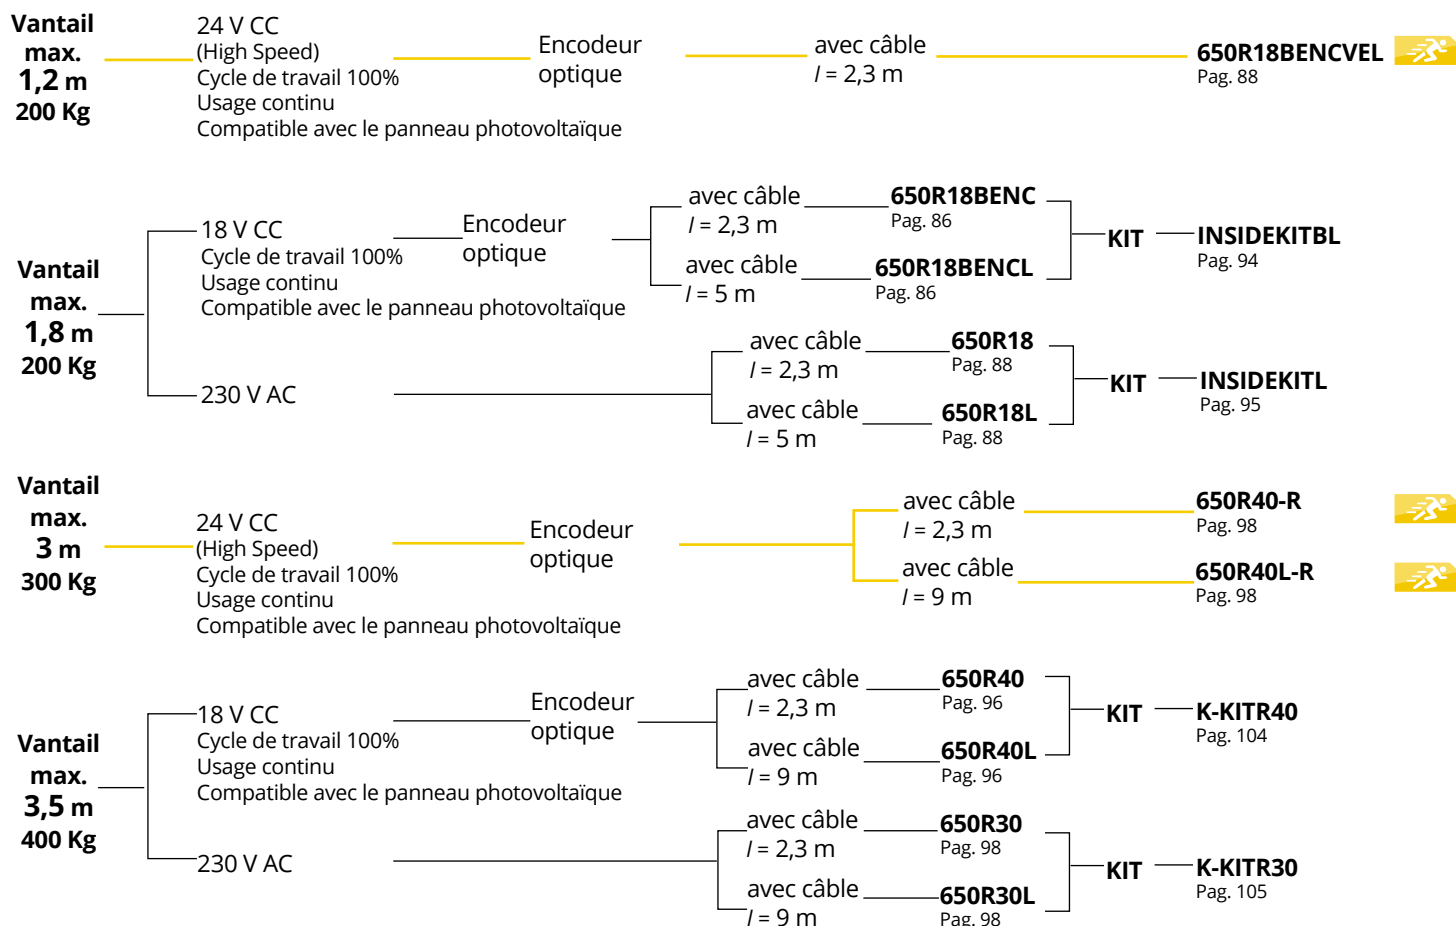 Vantail
max.
1,2 m
200 Kg
24 V CC
(High Speed)
Cycle de travail 100%
Usage continu
Compatible avec le panneau photovoltaïque
Encodeur
optique
avec câble
l = 2,3 m
650R18BENCVEL
Pag. 88
Vantail
max.
1,8 m
200 Kg
18 V CC
Cycle de travail 100%
Usage continu
Compatible avec le panneau photovoltaïque
Encodeur
optique
avec câble
l = 2,3 m
650R18BENC
Pag. 86
avec câble
l = 5 m
650R18BENCL
Pag. 86
KIT
INSIDEKITBL
Pag. 94
230 V AC
avec câble
l = 2,3 m
650R18
Pag. 88
avec câble
l = 5 m
650R18L
Pag. 88
KIT
INSIDEKITL
Pag. 95
Vantail
max.
3 m
300 Kg
24 V CC
(High Speed)
Cycle de travail 100%
Usage continu
Compatible avec le panneau photovoltaïque
Encodeur
optique
avec câble
l = 2,3 m
650R40-R
Pag. 98
avec câble
l = 9 m
650R40L-R
Pag. 98
Vantail
max.
3,5 m
400 Kg
18 V CC
Cycle de travail 100%
Usage continu
Compatible avec le panneau photovoltaïque
Encodeur
optique
avec câble
l = 2,3 m
650R40
Pag. 96
avec câble
l = 9 m
650R40L
Pag. 96
KIT
K-KITR40
Pag. 104
230 V AC
avec câble
l = 2,3 m
650R30
Pag. 98
avec câble
l = 9 m
650R30L
Pag. 98
KIT
K-KITR30
Pag. 105